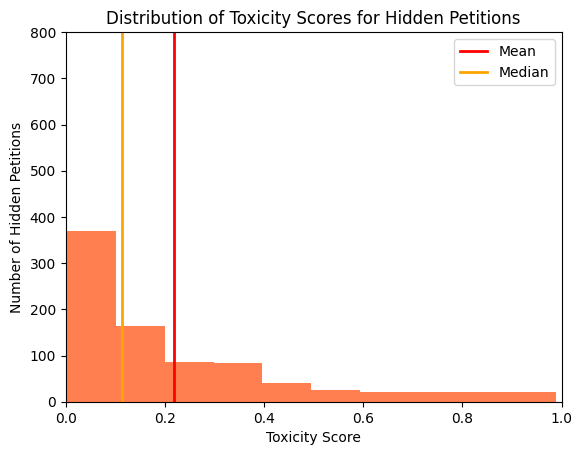 Distribution of Toxicity Scores for Hidden Petitions
Mean
Median
Number of Hidden Petitions
800
700
600
500
400
300
200
100
0
0.0 0.2 0.4 0.6 0.8 1.0
Toxicity Score